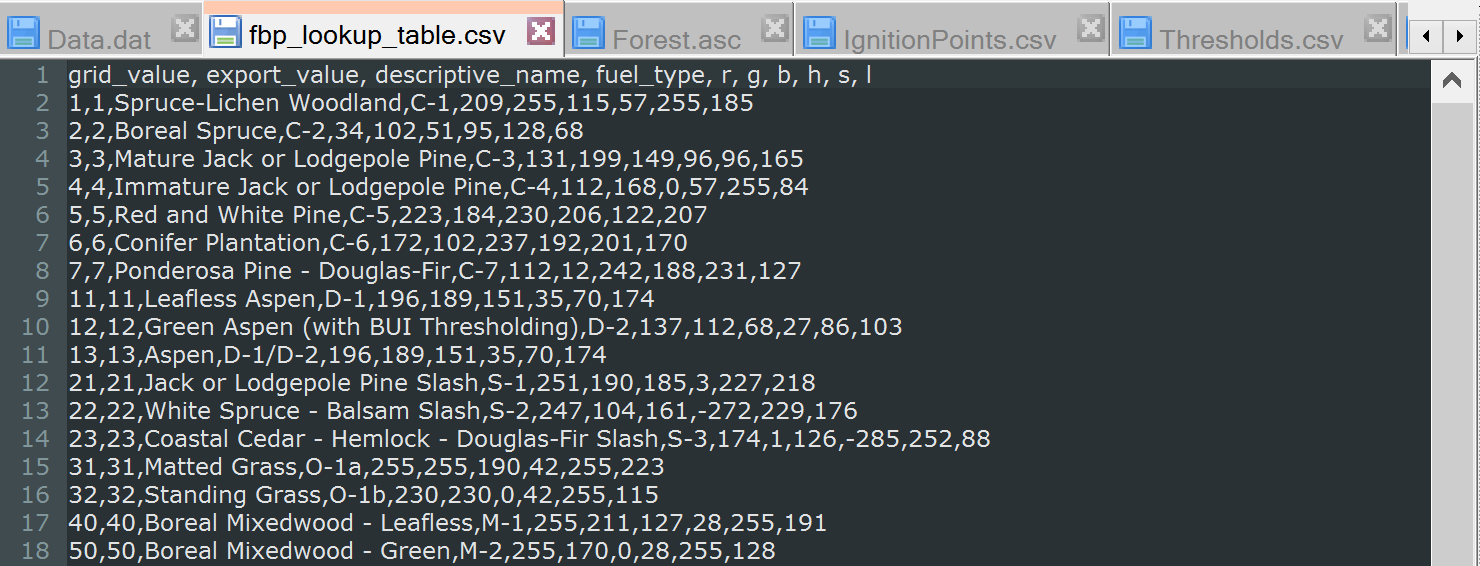 Data.dat fbp_lookup_table.csv Forest.asc IgnitionPoints.csv Thresholds.csv
1 grid_value, export_value, descriptive_name, fuel_type, r, g, b, h, s, l
2 1,1,Spruce-Lichen Woodland,C-1,209,255,115,57,255,185
3 2,2,Boreal Spruce,C-2,34,102,51,95,128,68
4 3,3,Mature Jack or Lodgepole Pine,C-3,131,199,149,96,96,165
5 4,4,Immature Jack or Lodgepole Pine,C-4,112,168,0,57,255,84
6 5,5,Red and White Pine,C-5,223,184,230,206,122,207
7 6,6,Conifer Plantation,C-6,172,102,237,192,201,170
8 7,7,Ponderosa Pine - Douglas-Fir,C-7,112,12,242,188,231,127
9 11,11,Leafless Aspen,D-1,196,189,151,35,70,174
10 12,12,Green Aspen (with BUI Thresholding),D-2,137,112,68,27,86,103
11 13,13,Aspen,D-1/D-2,196,189,151,35,70,174
12 21,21,Jack or Lodgepole Pine Slash,S-1,251,190,185,3,227,218
13 22,22,White Spruce - Balsam Slash,S-2,247,104,161,-272,229,176
14 23,23,Coastal Cedar - Hemlock - Douglas-Fir Slash,S-3,174,1,126,-285,252,88
15 31,31,Matted Grass,O-1a,255,255,190,42,255,223
16 32,32,Standing Grass,O-1b,230,230,0,42,255,115
17 40,40,Boreal Mixedwood - Leafless,M-1,255,211,127,28,255,191
18 50,50,Boreal Mixedwood - Green,M-2,255,170,0,28,255,128